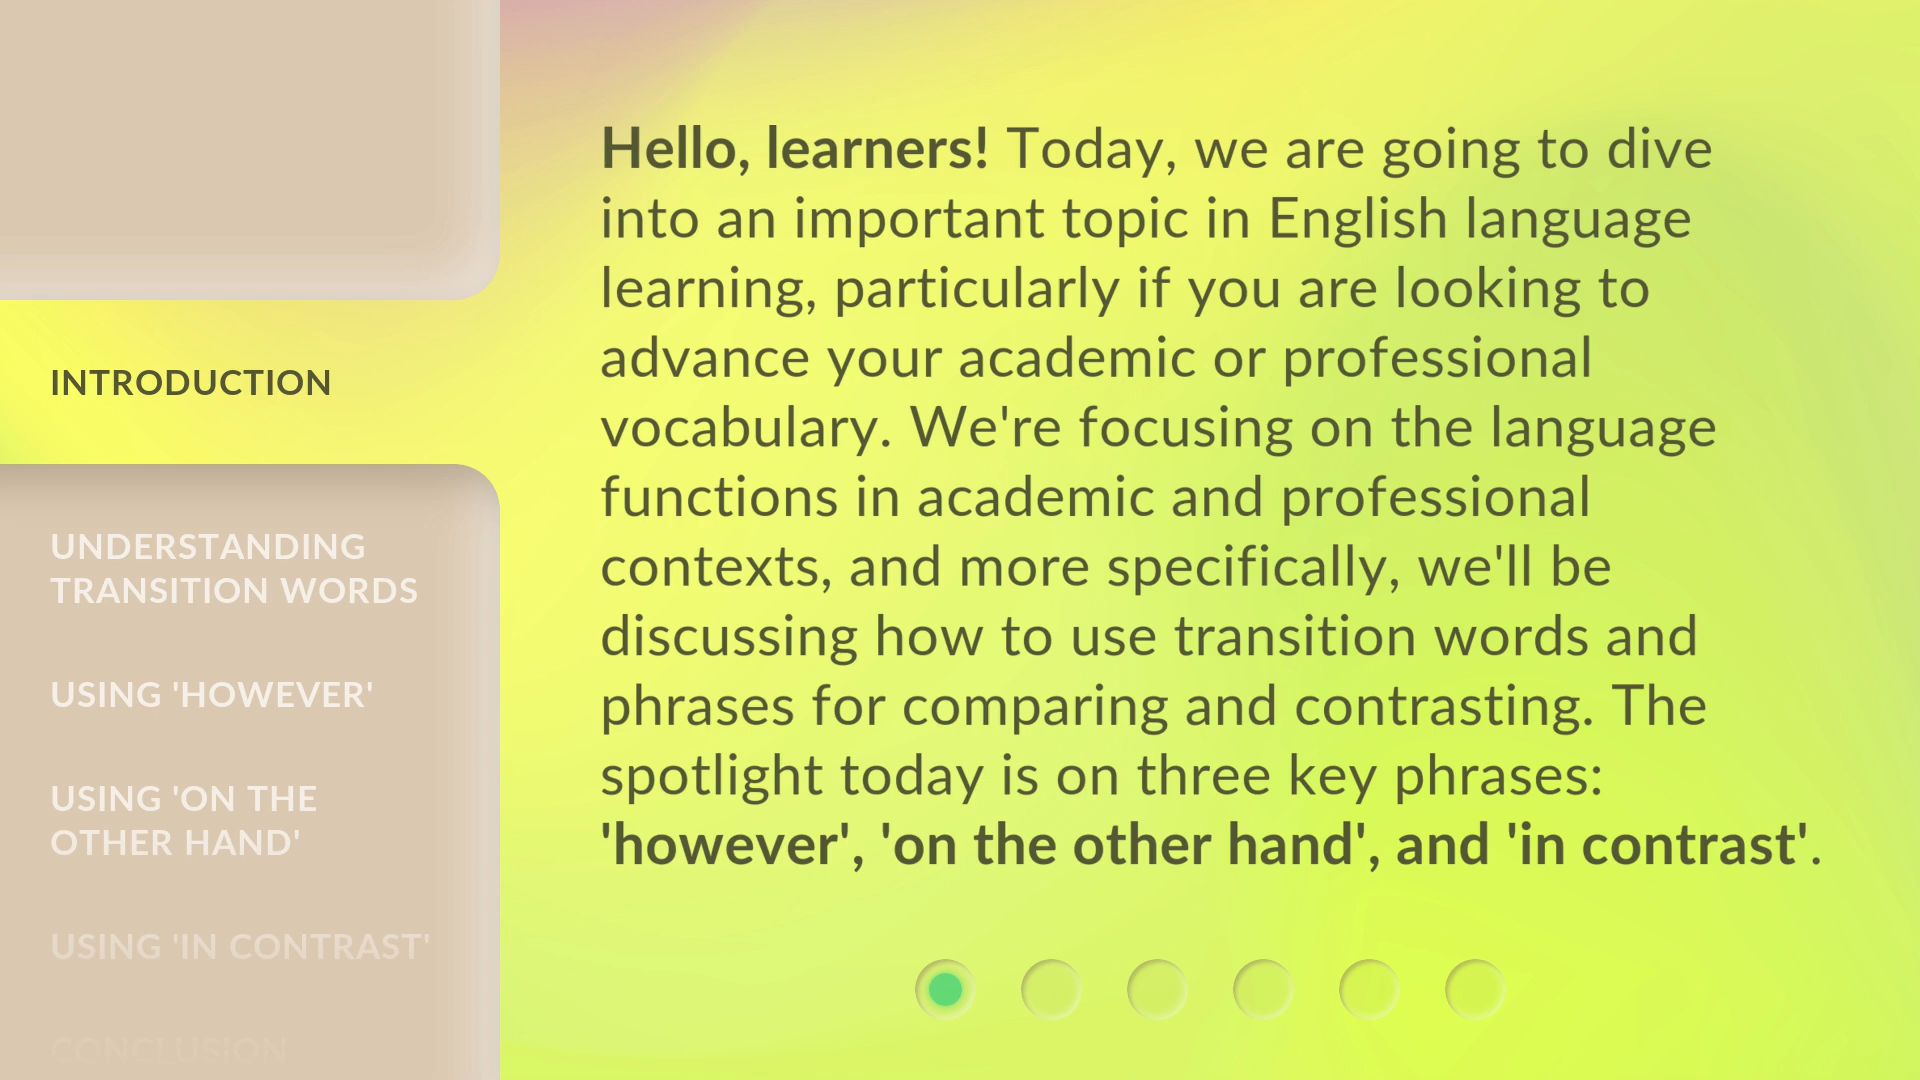 INTRODUCTION
UNDERSTANDING
TRANSITION WORDS
USING 'HOWEVER'
USING 'ON THE
OTHER HAND'
USING 'IN CONTRAST'
CONCLUSION
Hello, learners! Today, we are going to dive
into an important topic in English language
learning, particularly if you are looking to
advance your academic or professional
vocabulary. We're focusing on the language
functions in academic and professional
contexts, and more specifically, we'll be
discussing how to use transition words and
phrases for comparing and contrasting. The
spotlight today is on three key phrases:
'however', 'on the other hand', and 'in contrast'.